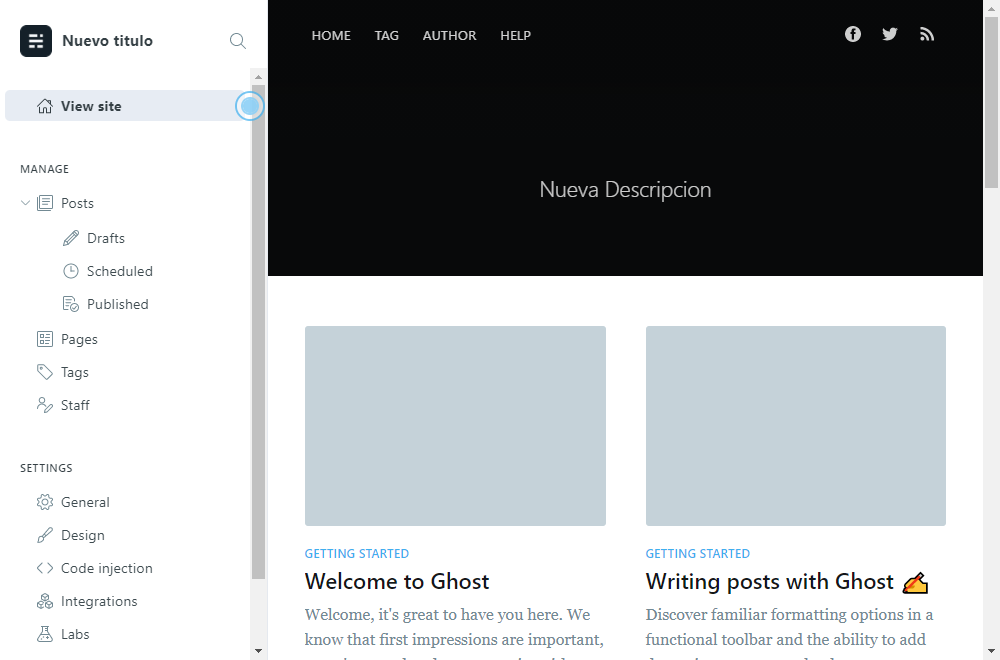 Nuevo titulo
View site
MANAGE
Posts
Drafts
Scheduled
Published
Pages
Tags
Staff
SETTINGS
General
Design
Code injection
Integrations
Labs
HOME TAG AUTHOR HELP
Nueva Descripcion
GETTING STARTED
Welcome to Ghost
Welcome, it's great to have you here. We
know that first impressions are important,
GETTING STARTED
Writing posts with Ghost ✍️
Discover familiar formatting options in a
functional toolbar and the ability to add